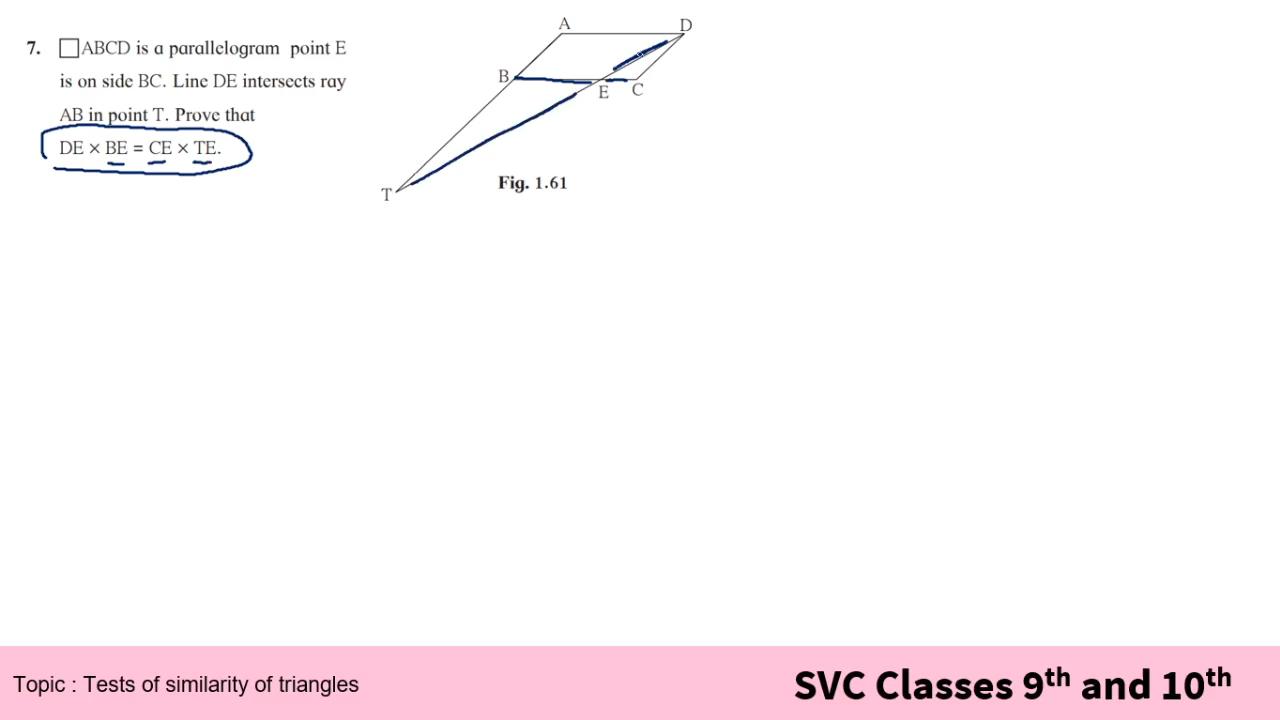 7. □ABCD is a parallelogram point E
is on side BC. Line DE intersects ray
AB in point T. Prove that
DE × BE = CE × TE.
A
D
B
E
C
T
Fig. 1.61
Topic : Tests of similarity of triangles
SVC Classes 9th and 10th